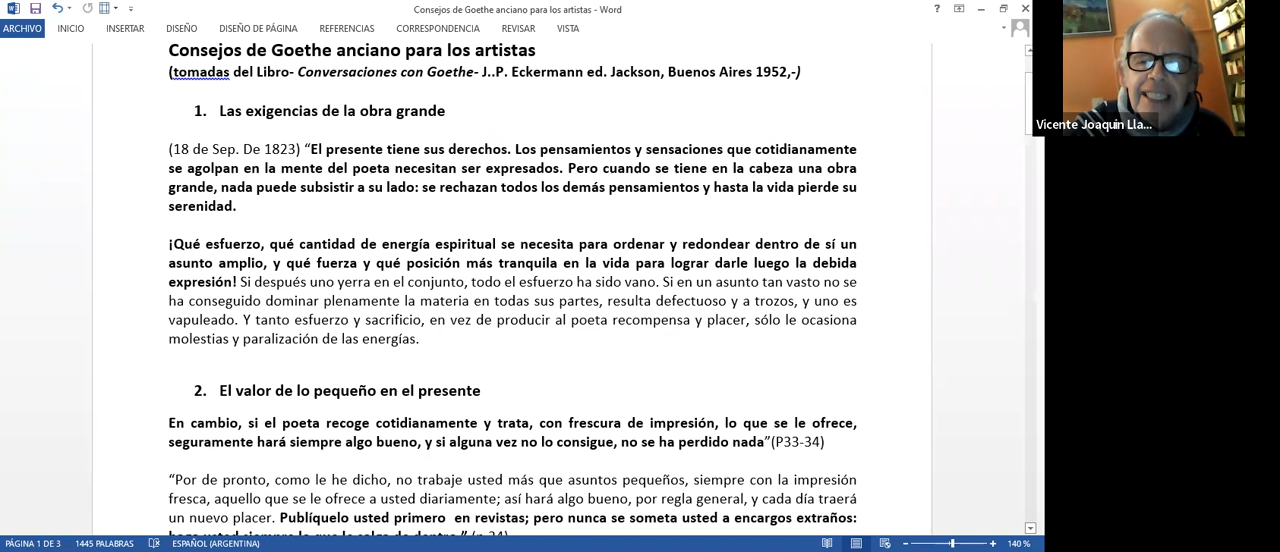 Consejos de Goethe anciano para los artistas - Word
ARCHIVO INICIO INSERTAR DISEÑO DISEÑO DE PÁGINA REFERENCIAS CORRESPONDENCIA REVISAR VISTA
Consejos de Goethe anciano para los artistas
(tomadas del Libro- Conversaciones con Goethe- J..P. Eckermann ed. Jackson, Buenos Aires 1952,-)
1. Las exigencias de la obra grande
(18 de Sep. De 1823) “El presente tiene sus derechos. Los pensamientos y sensaciones que cotidianamente
se agolpan en la mente del poeta necesitan ser expresados. Pero cuando se tiene en la cabeza una obra
grande, nada puede subsistir a su lado: se rechazan todos los demás pensamientos y hasta la vida pierde su
serenidad.
¡Qué esfuerzo, qué cantidad de energía espiritual se necesita para ordenar y redondear dentro de sí un
asunto amplio, y qué fuerza y qué posición más tranquila en la vida para lograr darle luego la debida
expresión! Si después uno yerra en el conjunto, todo el esfuerzo ha sido vano. Si en un asunto tan vasto no se
ha conseguido dominar plenamente la materia en todas sus partes, resulta defectuoso y a trozos, y uno es
vapuleado. Y tanto esfuerzo y sacrificio, en vez de producir al poeta recompensa y placer, sólo le ocasiona
molestias y paralización de las energías.
2. El valor de lo pequeño en el presente
En cambio, si el poeta recoge cotidianamente y trata, con frescura de impresión, lo que se le ofrece,
seguramente hará siempre algo bueno, y si alguna vez no lo consigue, no se ha perdido nada”(P33-34)
“Por de pronto, como le he dicho, no trabaje usted más que asuntos pequeños, siempre con la impresión
fresca, aquello que se le ofrece a usted diariamente; así hará algo bueno, por regla general, y cada día traerá
un nuevo placer. Publíquelo usted primero en revistas; pero nunca se someta usted a encargos extraños:
haga usted siempre lo que le salga de dentro.” (p.34)
PÁGINA 1 DE 3 1445 PALABRAS ESPAÑOL (ARGENTINA) 140 %
Vicente Joaquin Lla...